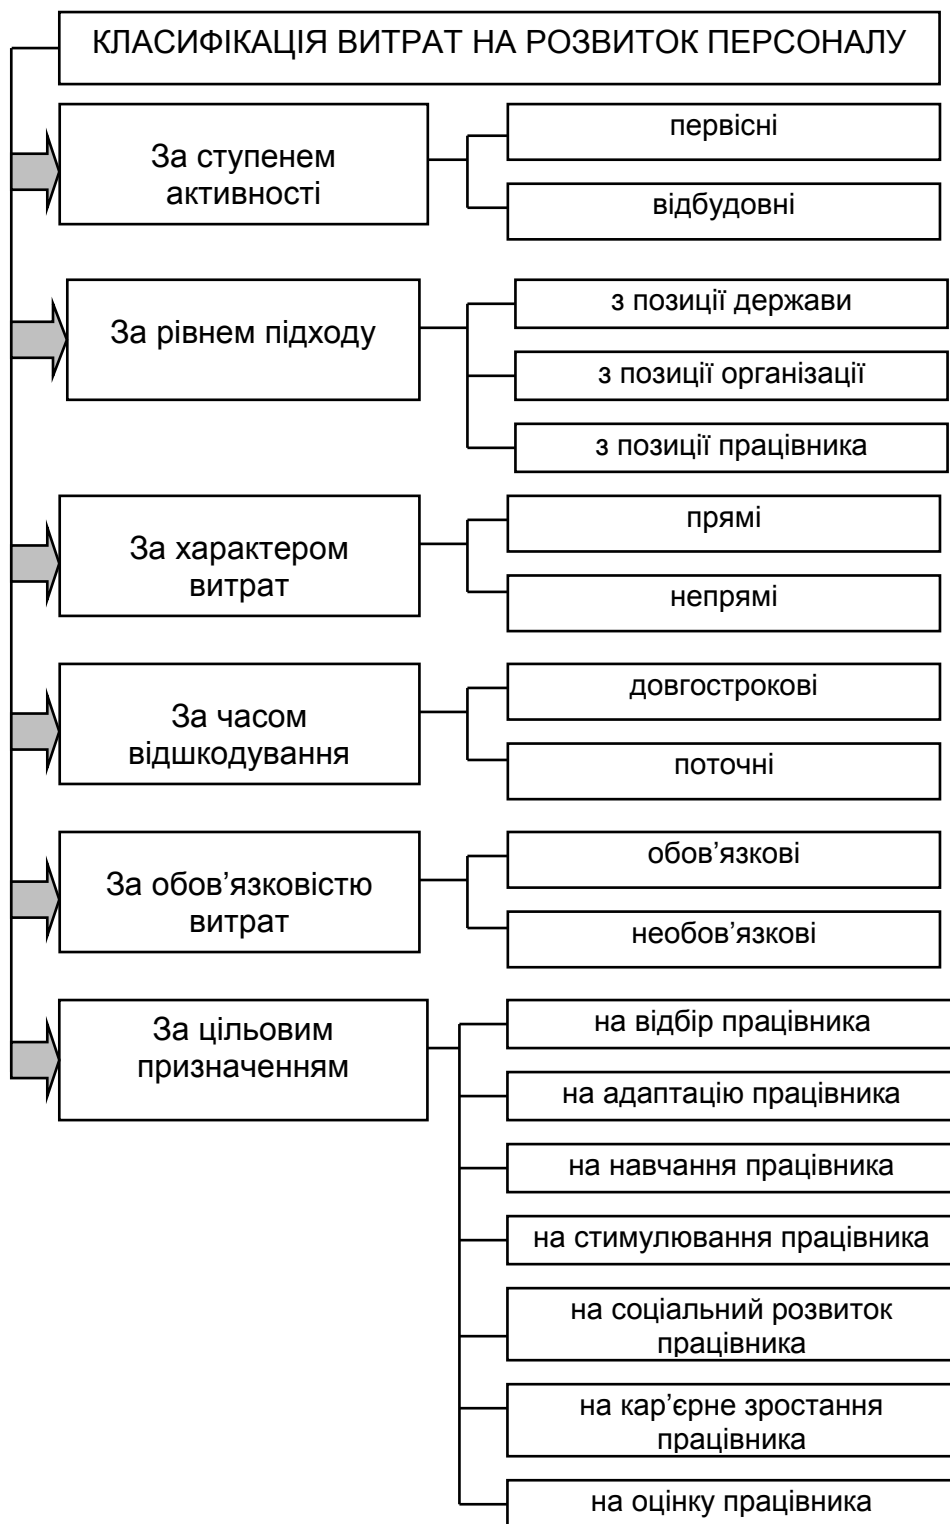 КЛАСИФІКАЦІЯ ВИТРАТ НА РОЗВИТОК ПЕРСОНАЛУ
За ступенем
активності
первісні
відбудовні
За рівнем підходу
з позиції держави
з позиції організації
з позиції працівника
За характером
витрат
прямі
непрямі
За часом
відшкодування
довгострокові
поточні
За обов’язковістю
витрат
обов’язкові
необов’язкові
За цільовим
призначенням
на відбір працівника
на адаптацію працівника
на навчання працівника
на стимулювання працівника
на соціальний розвиток
працівника
на кар’єрне зростання
працівника
на оцінку працівника